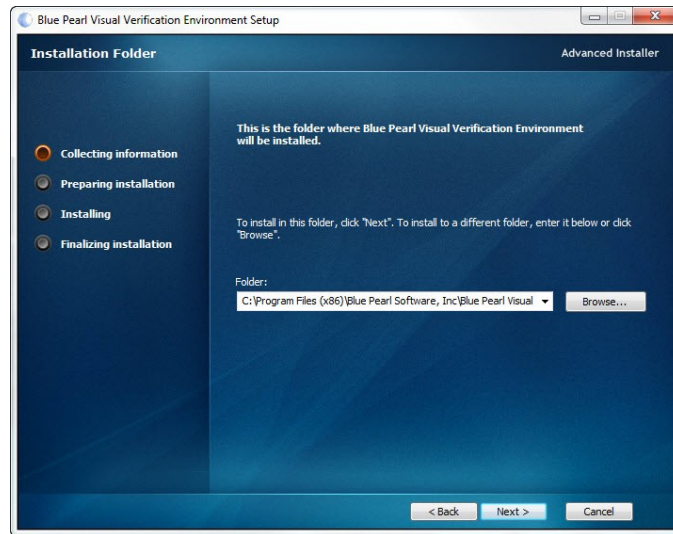 Blue Pearl Visual Verification Environment Setup
Installation Folder
Advanced Installer
This is the folder where Blue Pearl Visual Verification Environment
will be installed.
Collecting information
Preparing installation
Installing
Finalizing installation
To install in this folder, click "Next". To install to a different folder, enter it below or click
"Browse".
Folder:
C:\Program Files (x86)\Blue Pearl Software, Inc\Blue Pearl Visual
Browse...
< Back
Next >
Cancel